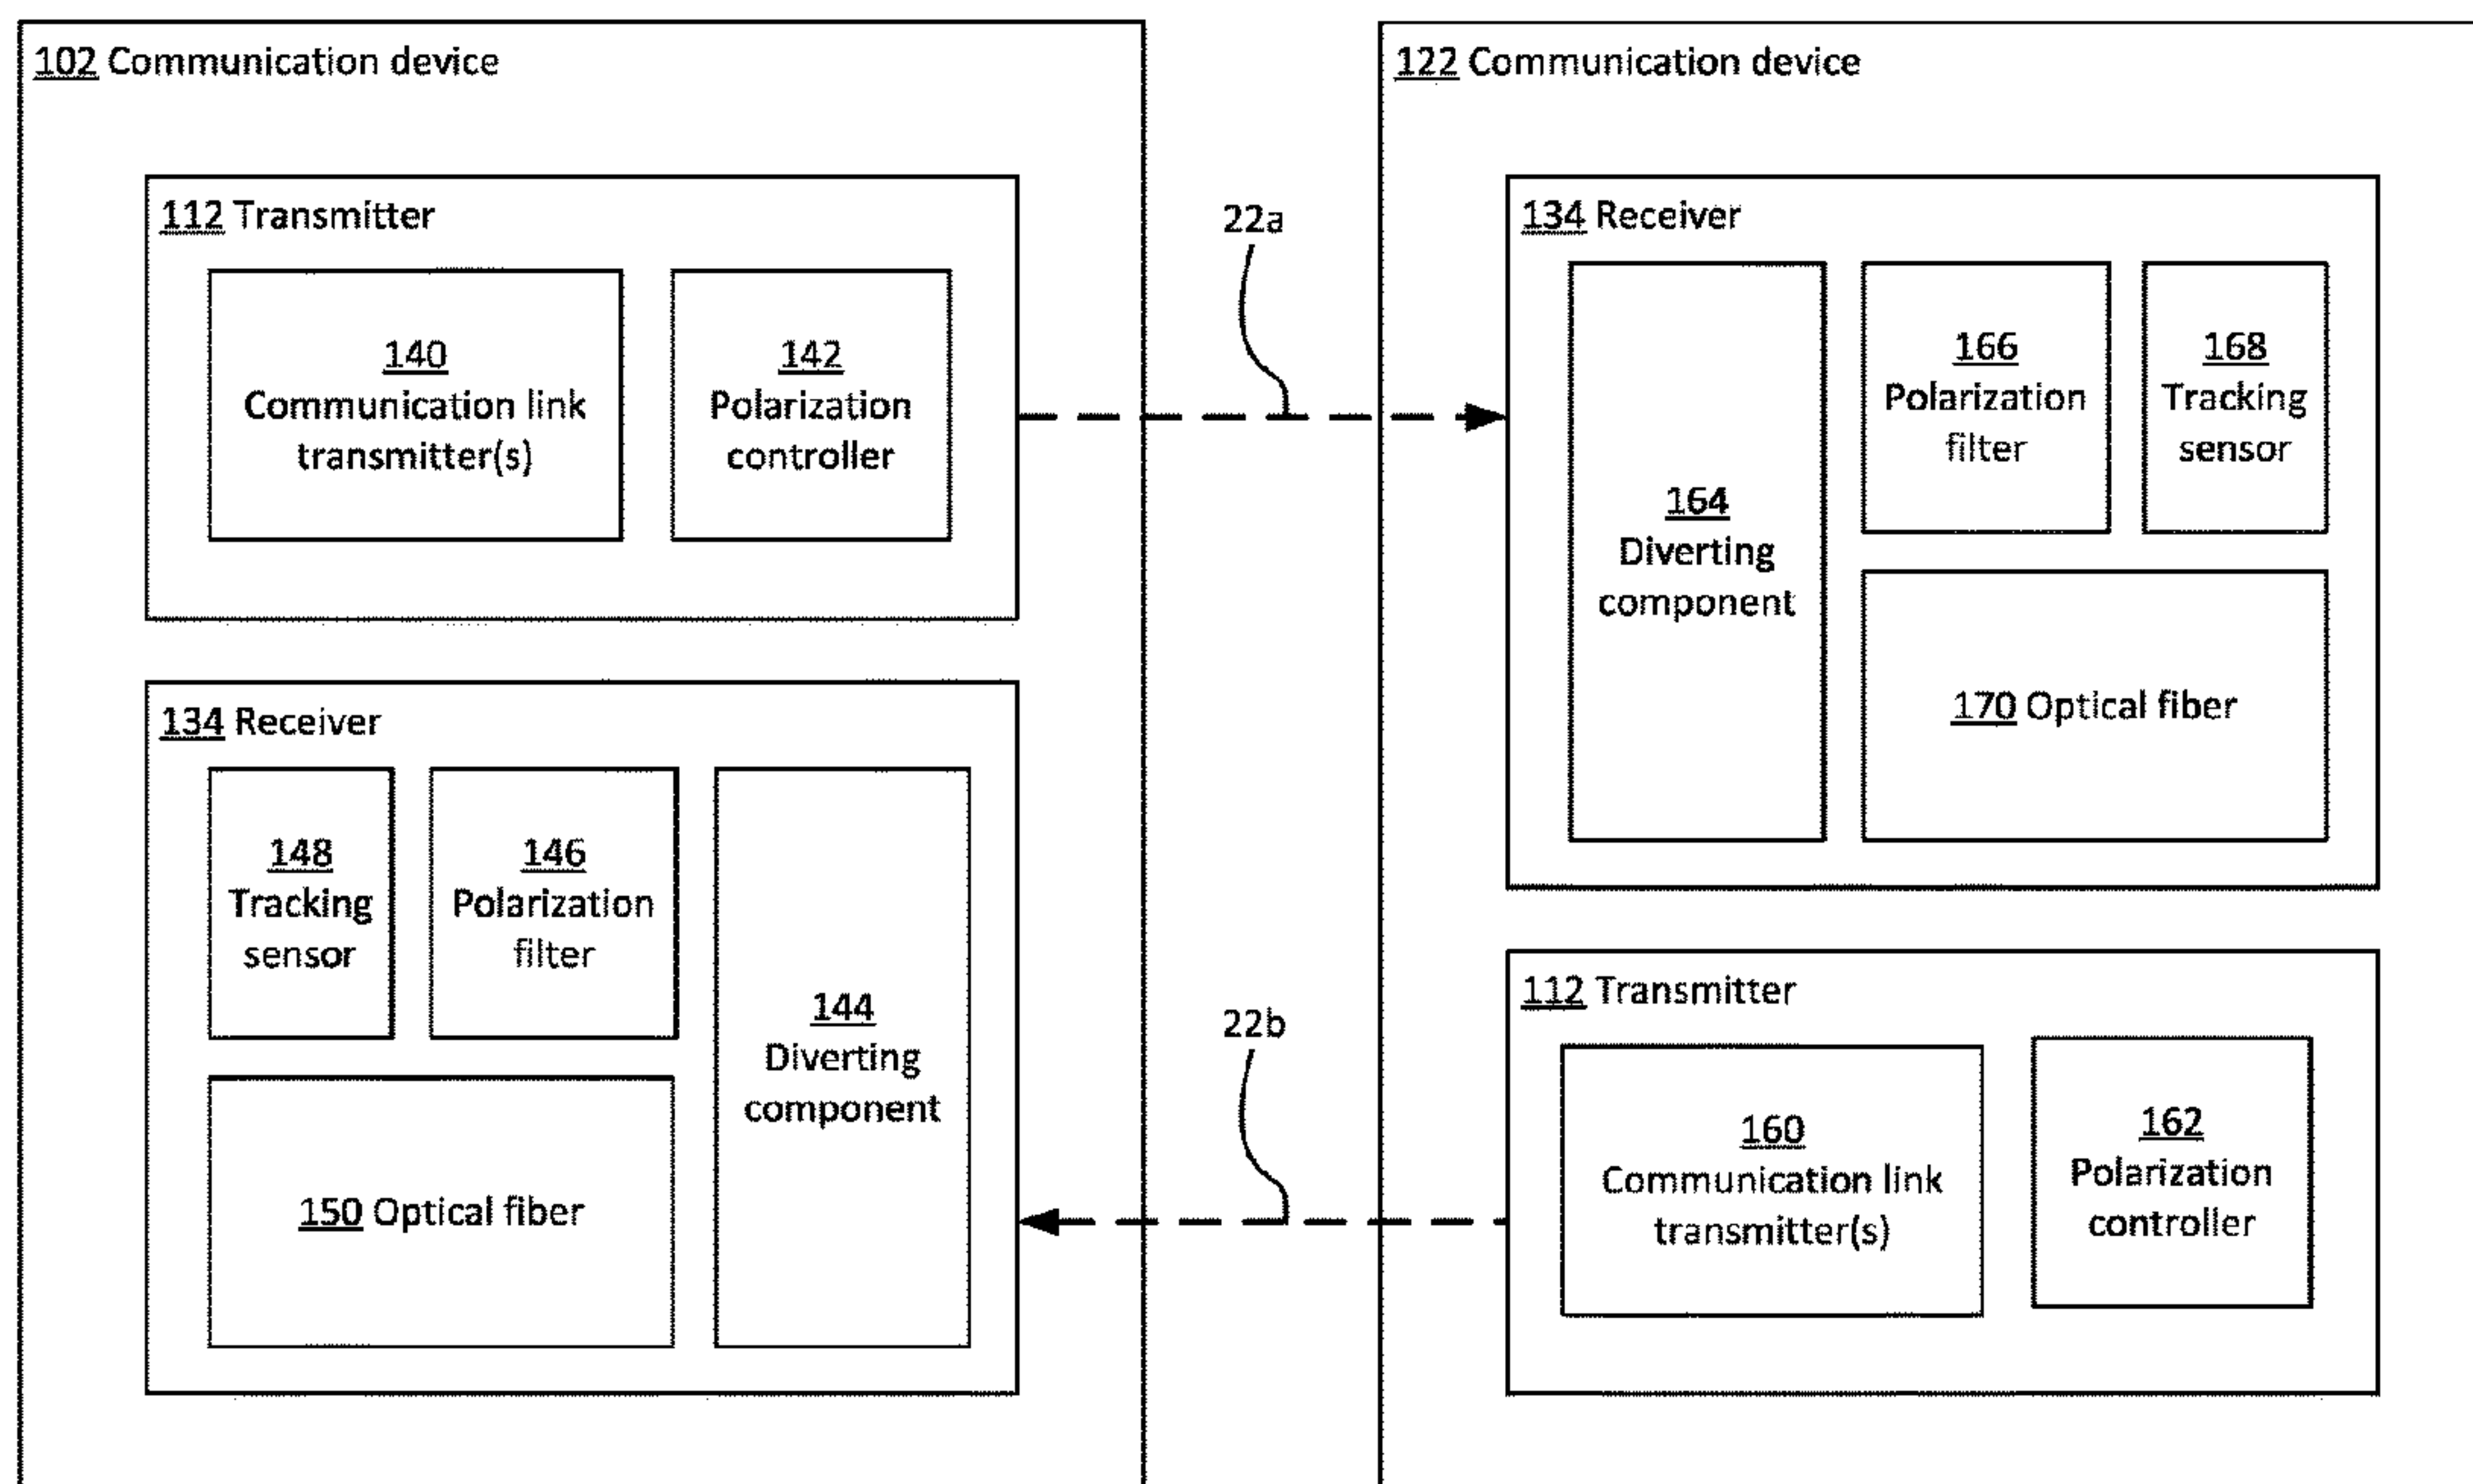 102 Communication device
112 Transmitter
140
Communication link
transmitter(s)
142
Polarization
controller
134 Receiver
148
Tracking
sensor
146
Polarization
filter
144
Diverting
component
150 Optical fiber
22a
22b
122 Communication device
134 Receiver
164
Diverting
component
166
Polarization
filter
168
Tracking
sensor
170 Optical fiber
112 Transmitter
160
Communication link
transmitter(s)
162
Polarization
controller